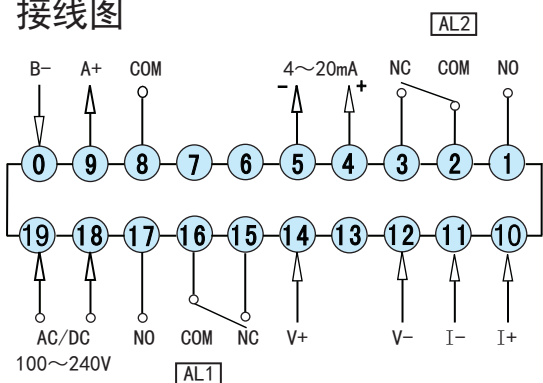 接线图
AL2
B- A+ COM 4～20mA NC COM NO
- +
0 9 8 7 6 5 4 3 2 1
19 18 17 16 15 14 13 12 11 10
AC/DC NO COM NC V+ V- I- I+
100～240V
AL1